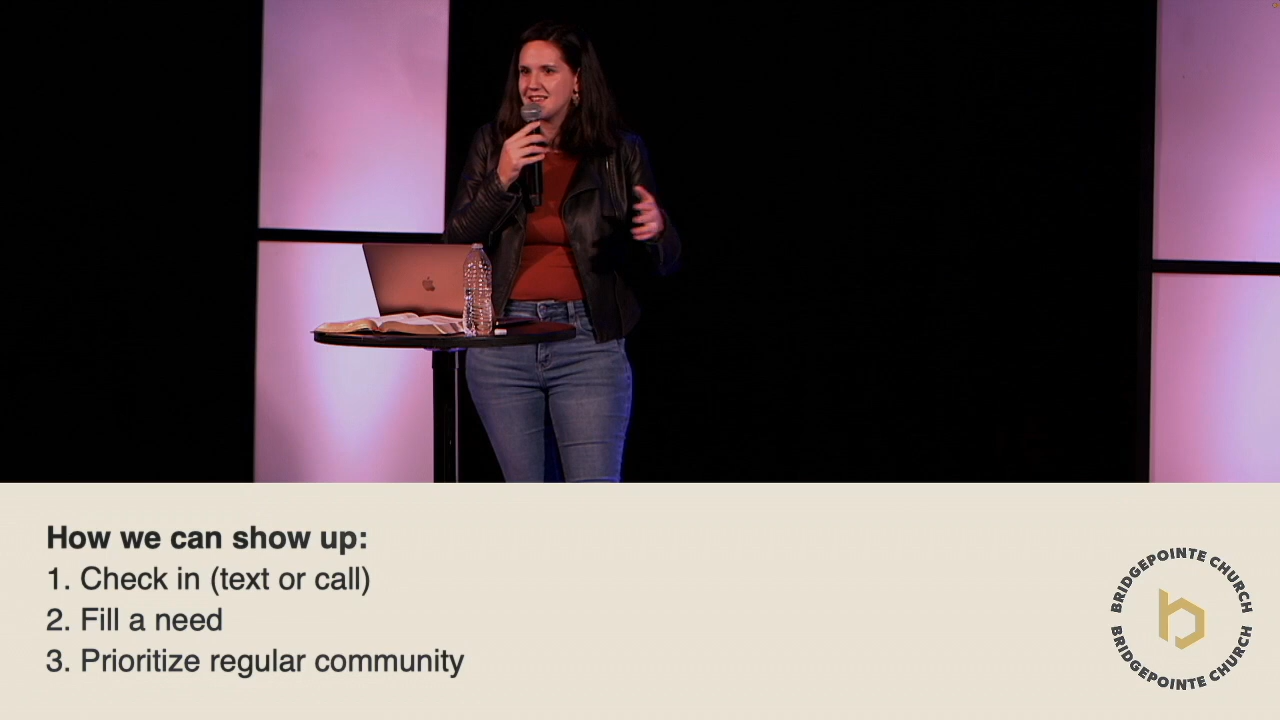 How we can show up:
1. Check in (text or call)
2. Fill a need
3. Prioritize regular community
BRIDGEPOINTE CHURCH
BRIDGEPOINTE CHURCH